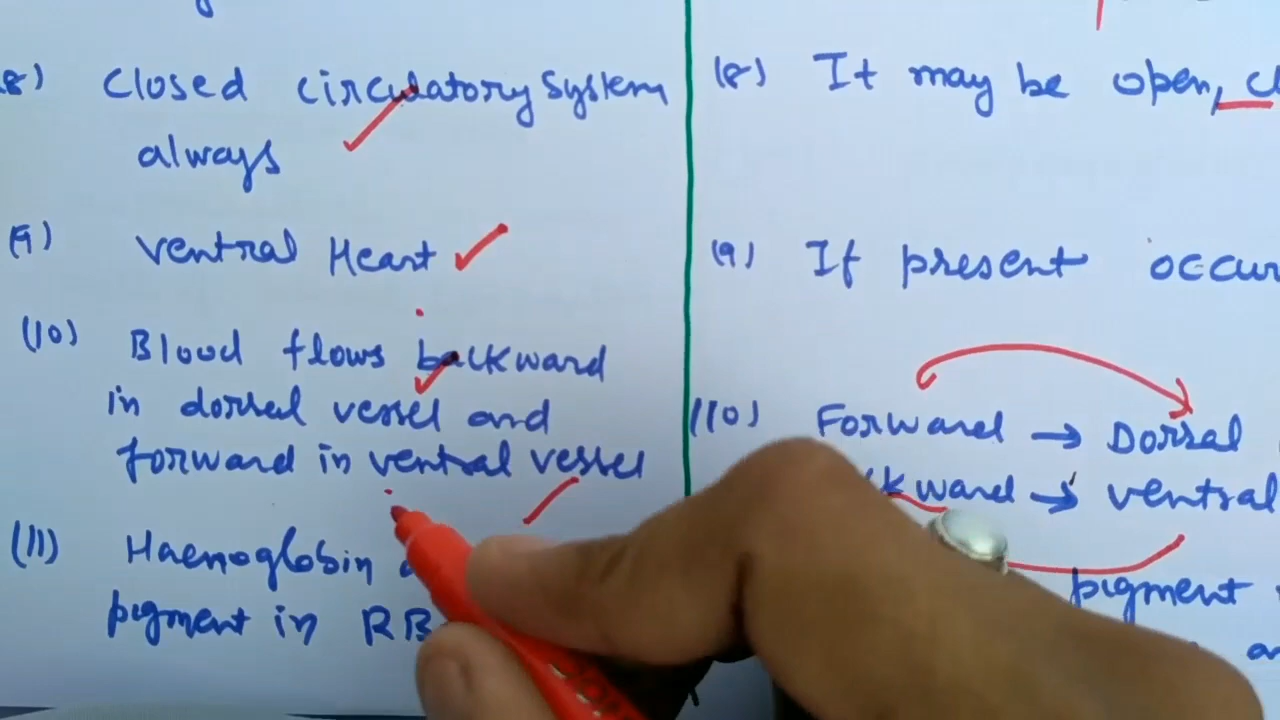 8) Closed circulatory system
always
(9) Ventral Heart
(10) Blood flows backward
in dorsal vessel and
forward in ventral vessel
(11) Haemoglobin
pigment in RB
(8) It may be open,
(9) If present occur
(10) Forward → Dorsal
→ ventral
pigment